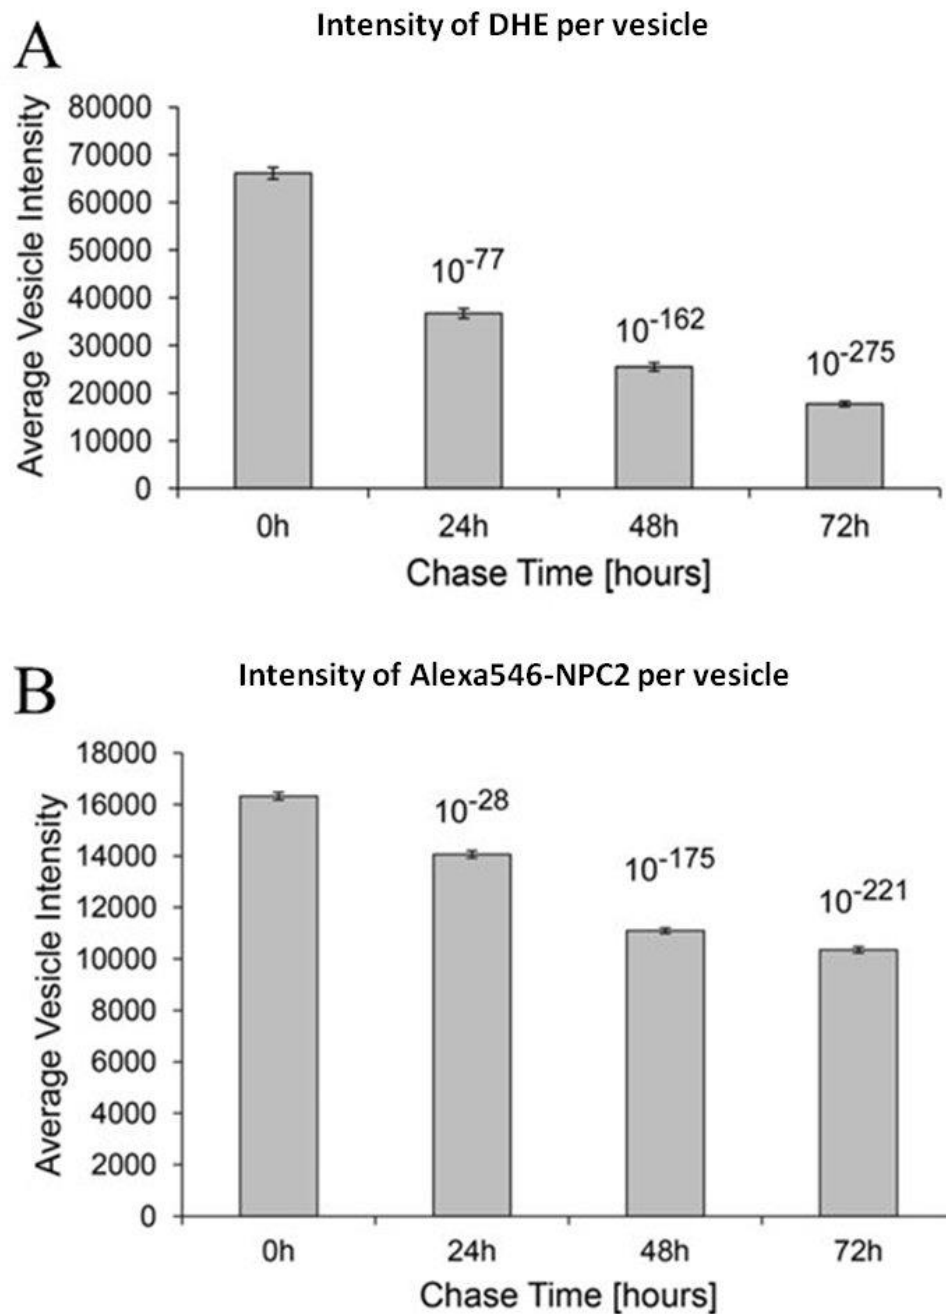 A
Intensity of DHE per vesicle
Average Vesicle Intensity
80000
70000
60000
50000
40000
30000
20000
10000
0
10-77
10-162
10-275
0h 24h 48h 72h
Chase Time [hours]
B
Intensity of Alexa546-NPC2 per vesicle
Average Vesicle Intensity
18000
16000
14000
12000
10000
8000
6000
4000
2000
0
10-28
10-175
10-221
0h 24h 48h 72h
Chase Time [hours]